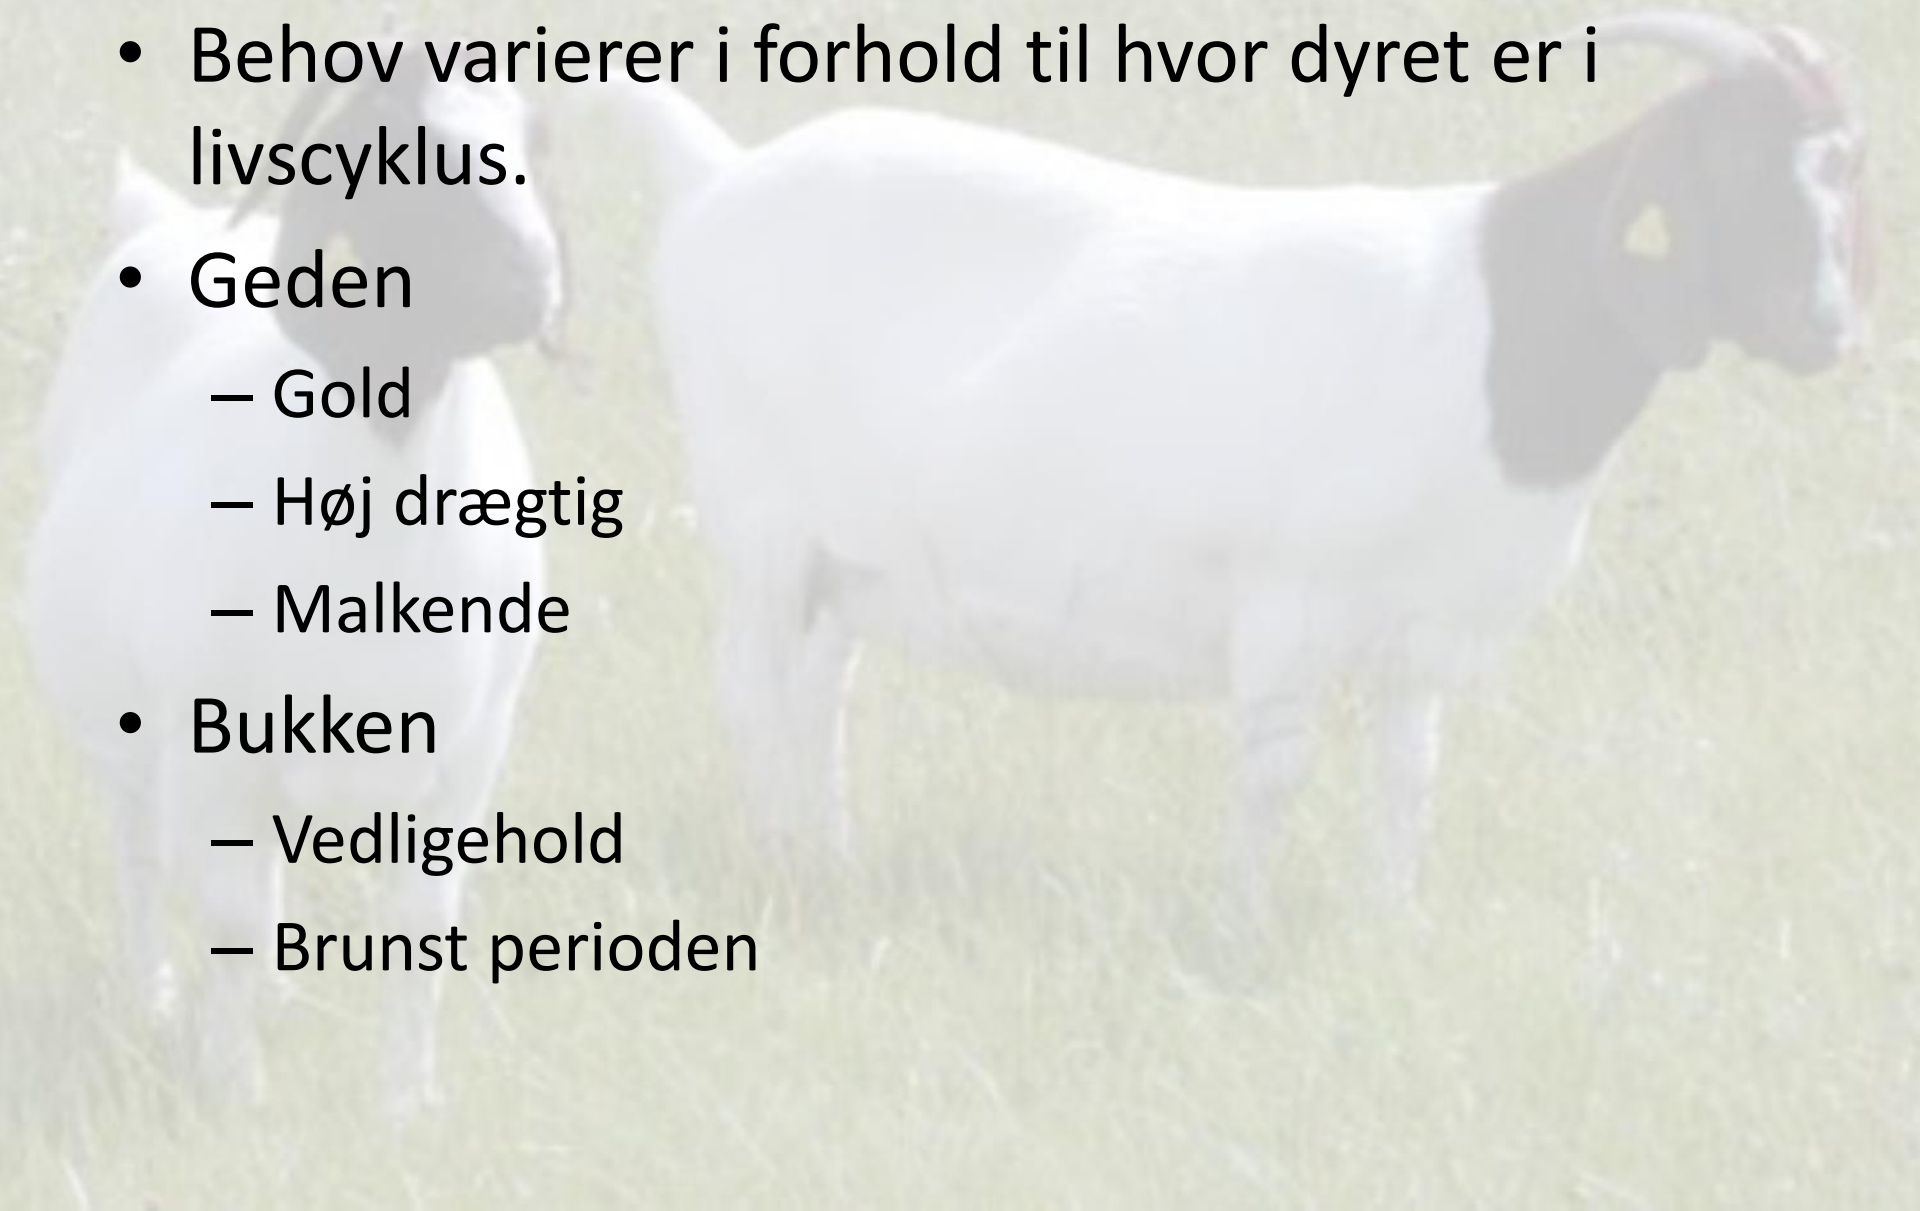 • Behov varierer i forhold til hvor dyret er i
livscyklus.
• Geden
– Gold
– Høj drægtig
– Malkende
• Bukken
– Vedligehold
– Brunst perioden